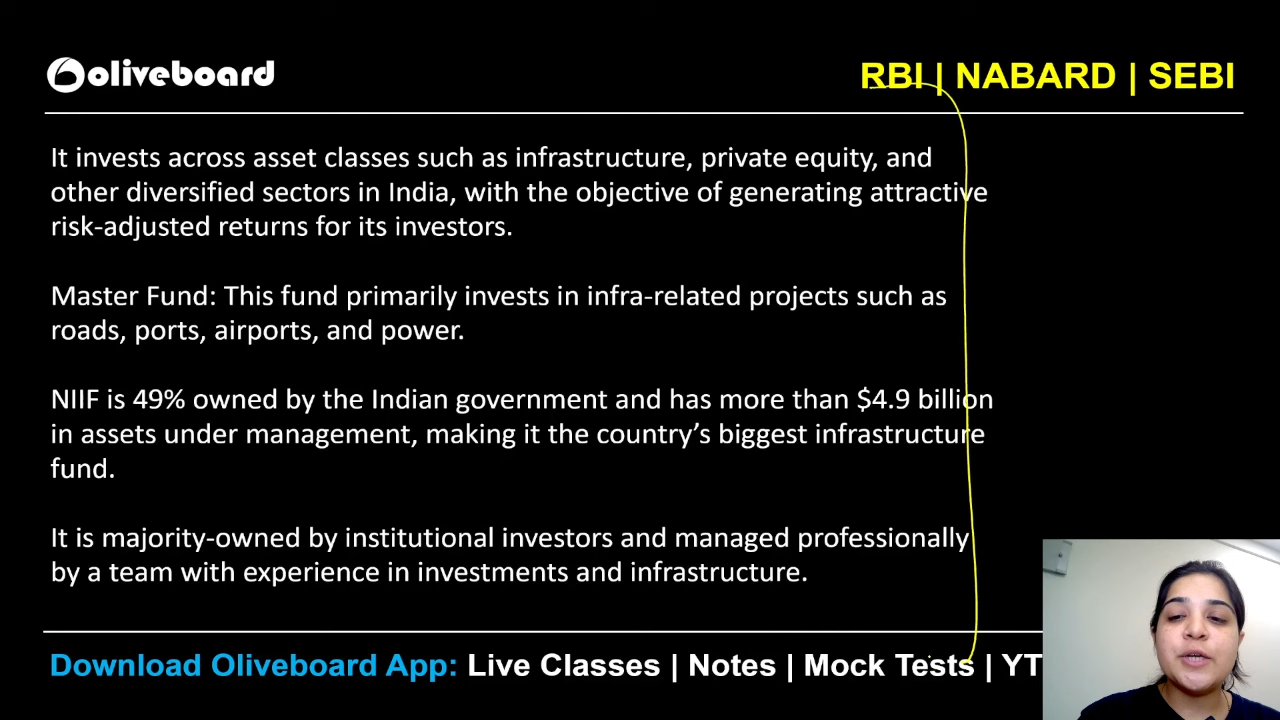 oliveboard
RBI | NABARD | SEBI
It invests across asset classes such as infrastructure, private equity, and
other diversified sectors in India, with the objective of generating attractive
risk-adjusted returns for its investors.
Master Fund: This fund primarily invests in infra-related projects such as
roads, ports, airports, and power.
NIIF is 49% owned by the Indian government and has more than $4.9 billion
in assets under management, making it the country’s biggest infrastructure
fund.
It is majority-owned by institutional investors and managed professionally
by a team with experience in investments and infrastructure.
Download Oliveboard App: Live Classes | Notes | Mock Tests | YT